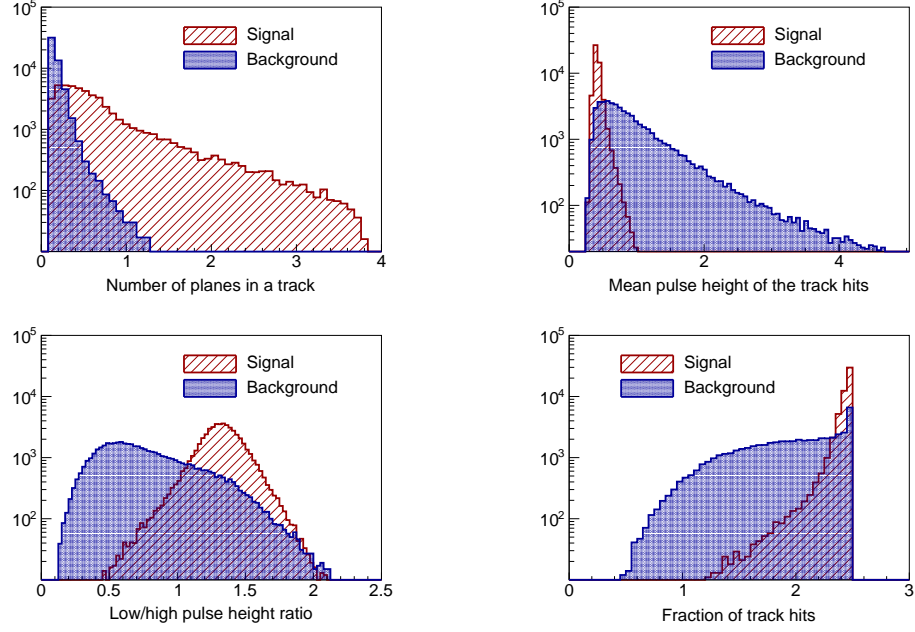 10^5
10^4
10^3
10^2
Signal
Background
0 1 2 3 4
Number of planes in a track
10^5
10^4
10^3
10^2
Signal
Background
0 2 4
Mean pulse height of the track hits
10^5
10^4
10^3
10^2
Signal
Background
0 0.5 1 1.5 2 2.5
Low/high pulse height ratio
10^5
10^4
10^3
10^2
Signal
Background
0 1 2 3
Fraction of track hits